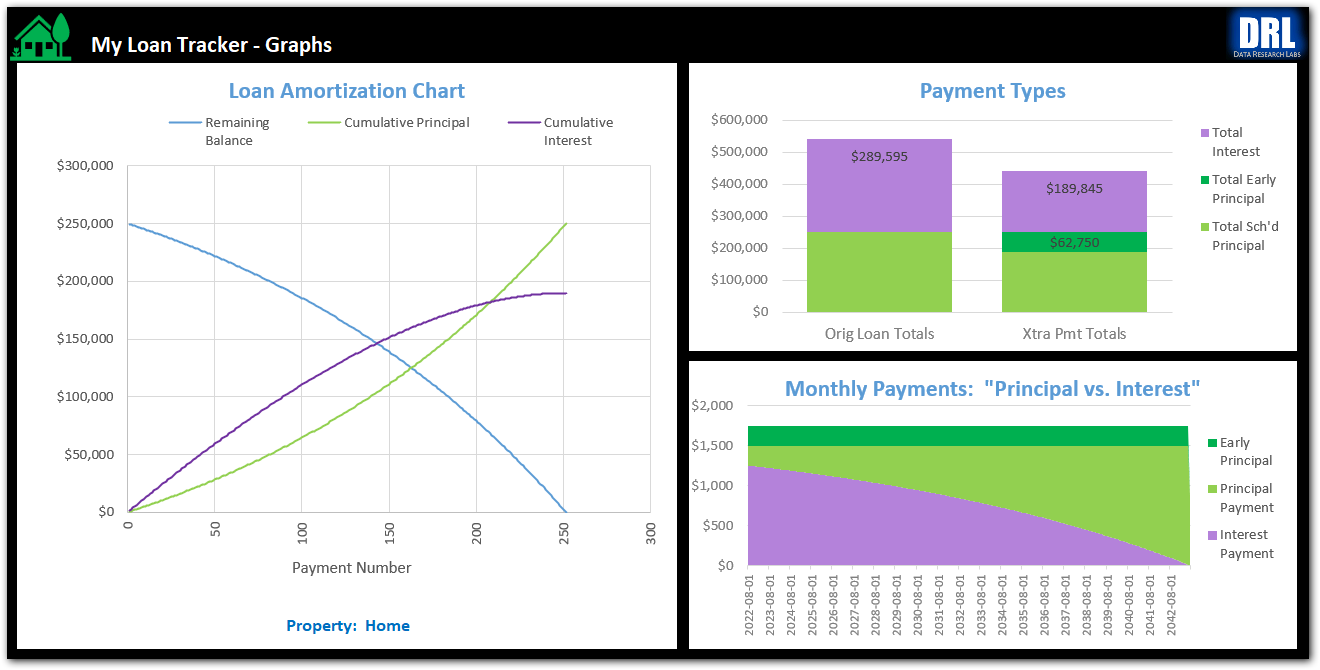 My Loan Tracker - Graphs
DRL
DATA RESEARCH LABS
Loan Amortization Chart
Remaining
Balance
Cumulative Principal
Cumulative
Interest
$300,000
$250,000
$200,000
$150,000
$100,000
$50,000
$0
0
50
100
150
200
250
300
Payment Number
Property:  Home
Payment Types
$600,000
$500,000
$400,000
$300,000
$200,000
$100,000
$0
$289,595
$189,845
$62,750
Orig Loan Totals
Xtra Pmt Totals
Total
Interest
Total Early
Principal
Total Sch'd
Principal
Monthly Payments:  "Principal vs. Interest"
$2,000
$1,500
$1,000
$500
$0
2022-08-01
2023-08-01
2024-08-01
2025-08-01
2026-08-01
2027-08-01
2028-08-01
2029-08-01
2030-08-01
2031-08-01
2032-08-01
2033-08-01
2034-08-01
2035-08-01
2036-08-01
2037-08-01
2038-08-01
2039-08-01
2040-08-01
2041-08-01
2042-08-01
Early
Principal
Principal
Payment
Interest
Payment